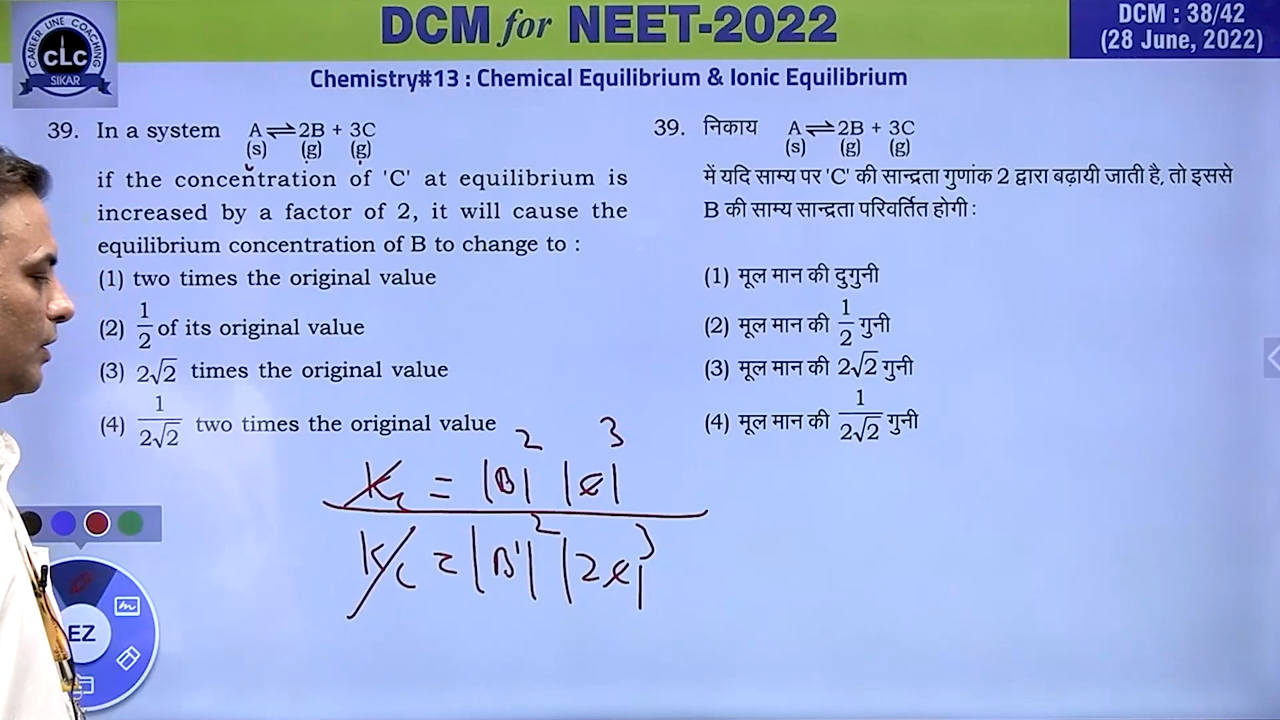 DCM for NEET-2022
DCM : 38/42
(28 June, 2022)
CAREER LINE COACHING
CLC
SIKAR
Chemistry#13 : Chemical Equilibrium & Ionic Equilibrium
39. In a system A⇌2B + 3C
(s) (g) (g)
if the concentration of 'C' at equilibrium is
increased by a factor of 2, it will cause the
equilibrium concentration of B to change to :
(1) two times the original value
(2) 1/2 of its original value
(3) 2√2 times the original value
(4) 1/2√2 two times the original value
39. निकाय A⇌2B + 3C
(s) (g) (g)
में यदि साम्य पर 'C' की सान्द्रता गुणांक 2 द्वारा बढ़ायी जाती है, तो इससे
B की साम्य सान्द्रता परिवर्तित होगी :
(1) मूल मान की दुगुनी
(2) मूल मान की 1/2 गुनी
(3) मूल मान की 2√2 गुनी
(4) मूल मान की 1/2√2 गुनी
Kc = |B|² |C|³
Kc = |B'|² |2C|³
EZ